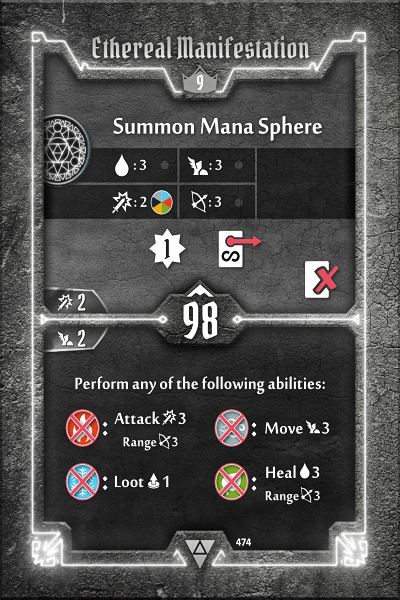 Ethereal Manifestation
9
Summon Mana Sphere
: 3 : 3
: 2 : 3
1
2
98
2
Perform any of the following abilities:
: Attack 3 : Move 3
Range 3
: Loot 1 : Heal 3
Range 3
474